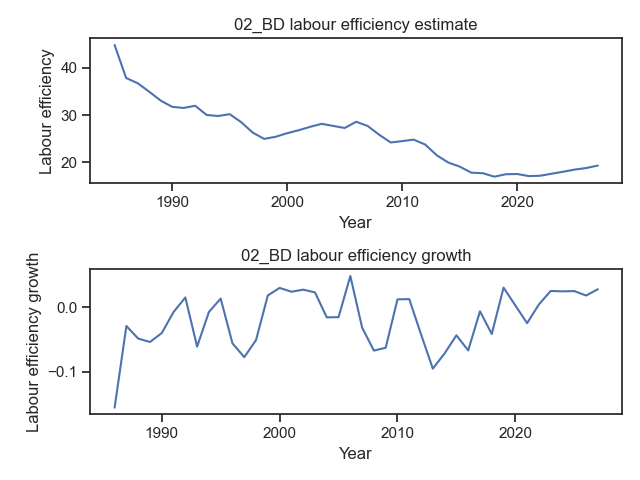 02_BD labour efficiency estimate
Labour efficiency
40
30
20
1990
2000
2010
2020
Year
02_BD labour efficiency growth
Labour efficiency growth
0.0
−0.1
1990
2000
2010
2020
Year